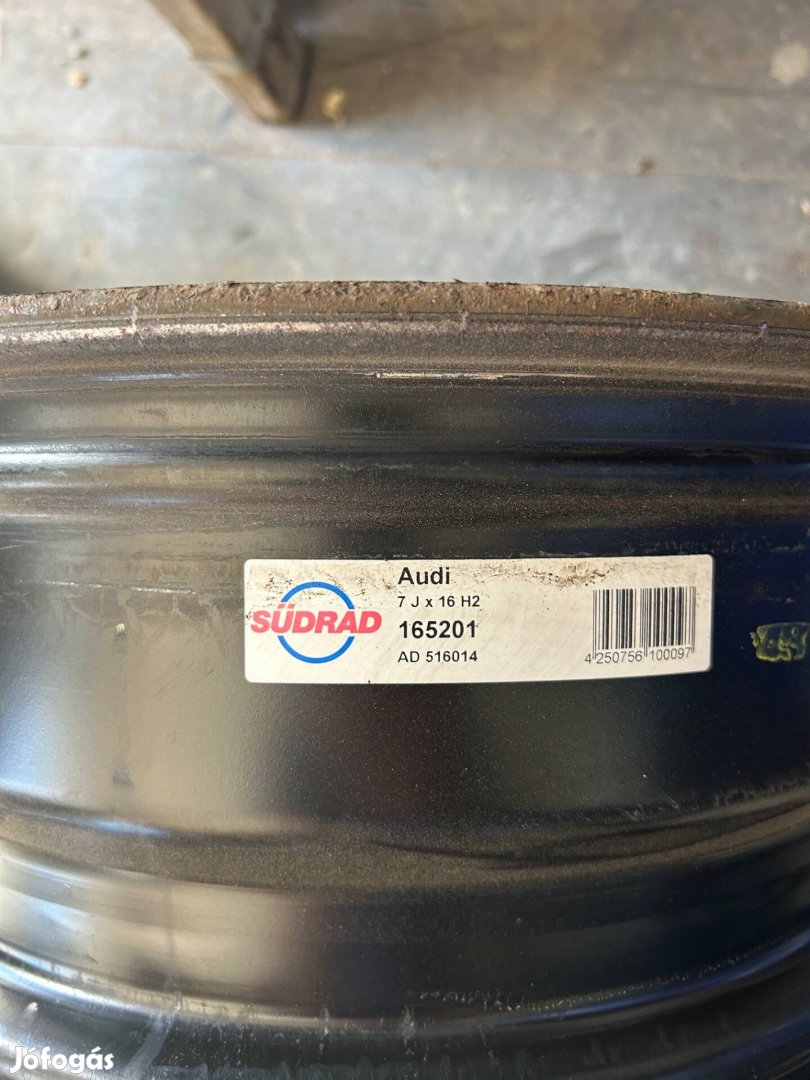 Audi
7 J x 16 H2
SÜDRAD
165201
AD 516014
4 250756 100097
Jófogás